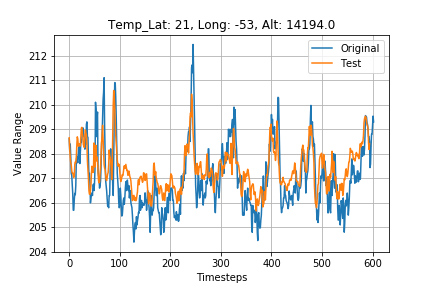 Temp_Lat: 21, Long: -53, Alt: 14194.0
Original
Test
Value Range
212
211
210
209
208
207
206
205
204
0 100 200 300 400 500 600
Timesteps